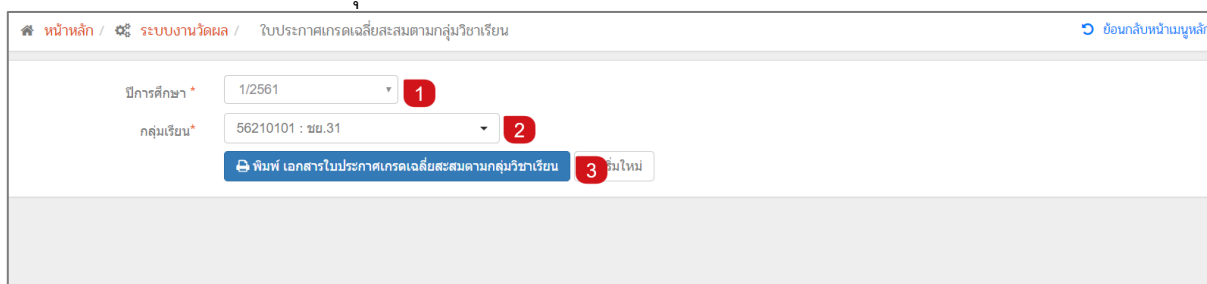 หน้าหลัก / ระบบงานวัดผล / ใบประกาศเกรดเฉลี่ยสะสมตามกลุ่มวิชาเรียน ย้อนกลับหน้าเมนูหลัก
ปีการศึกษา * 1/2561 1
กลุ่มเรียน* 56210101 : ชย.31 2
พิมพ์ เอกสารใบประกาศเกรดเฉลี่ยสะสมตามกลุ่มวิชาเรียน 3 ริ่มใหม่